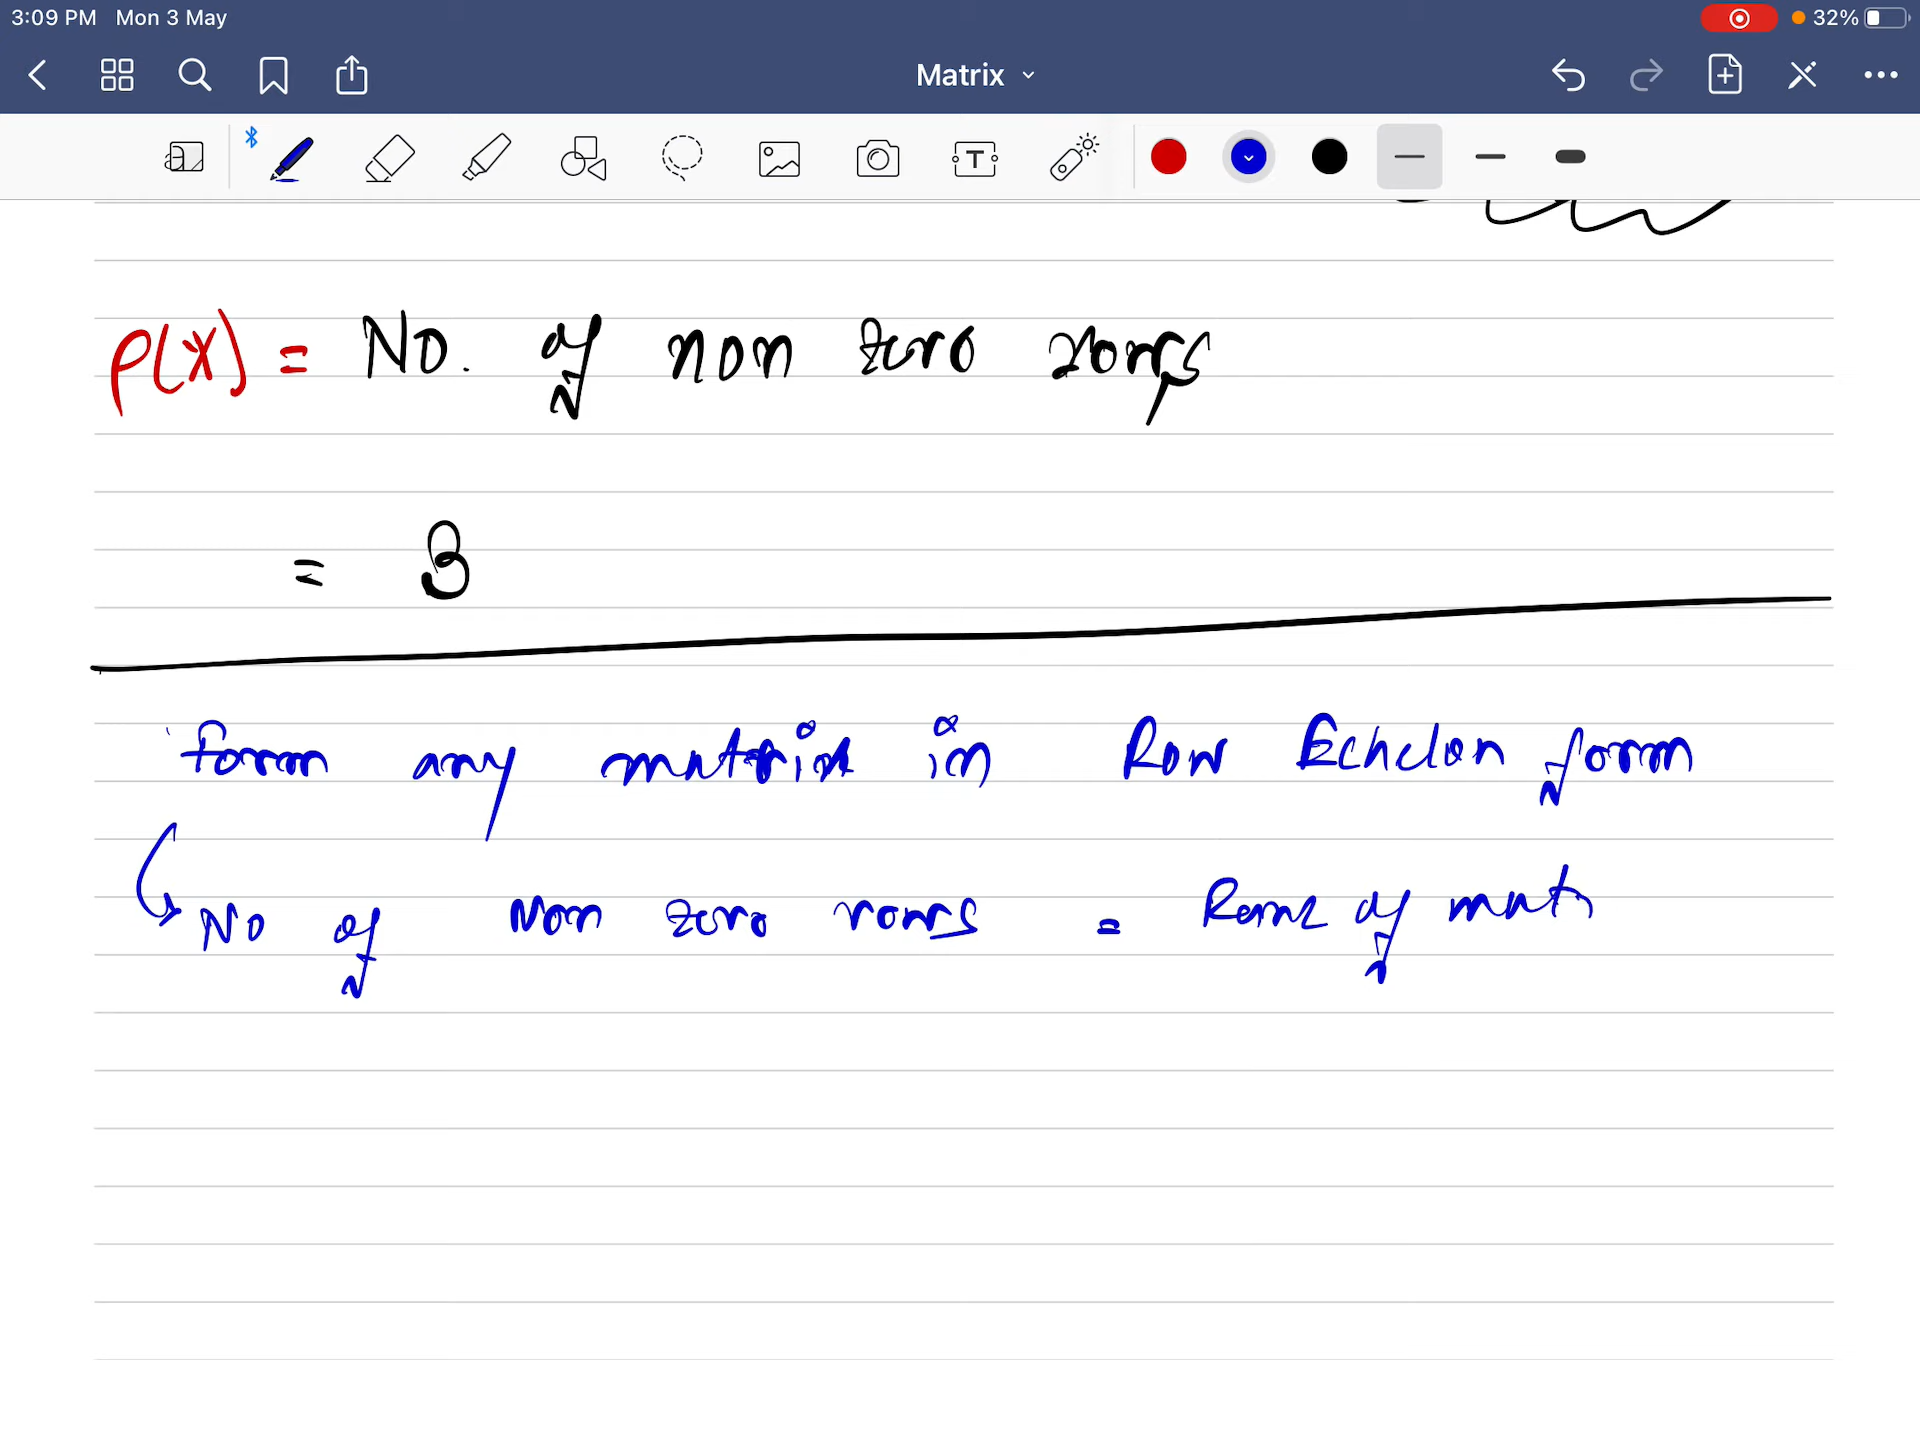 3:09 PM Mon 3 May 32%
Matrix
ρ(X) = No. of non zero rows
= 3
form any matrix in Row Echelon form
No of Non zero rows = Rank of mat